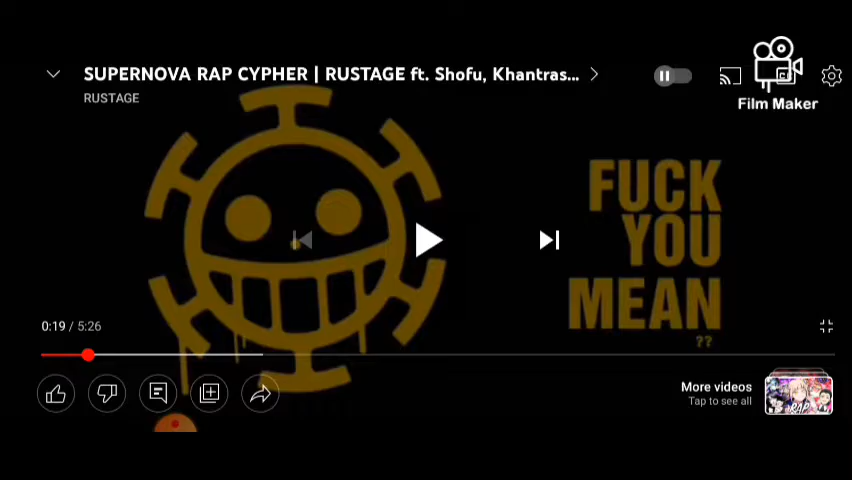 SUPERNOVA RAP CYPHER | RUSTAGE ft. Shofu, Khantras...
RUSTAGE
Film Maker
FUCK
YOU
MEAN
??
0:19 / 5:26
More videos
Tap to see all
RAP